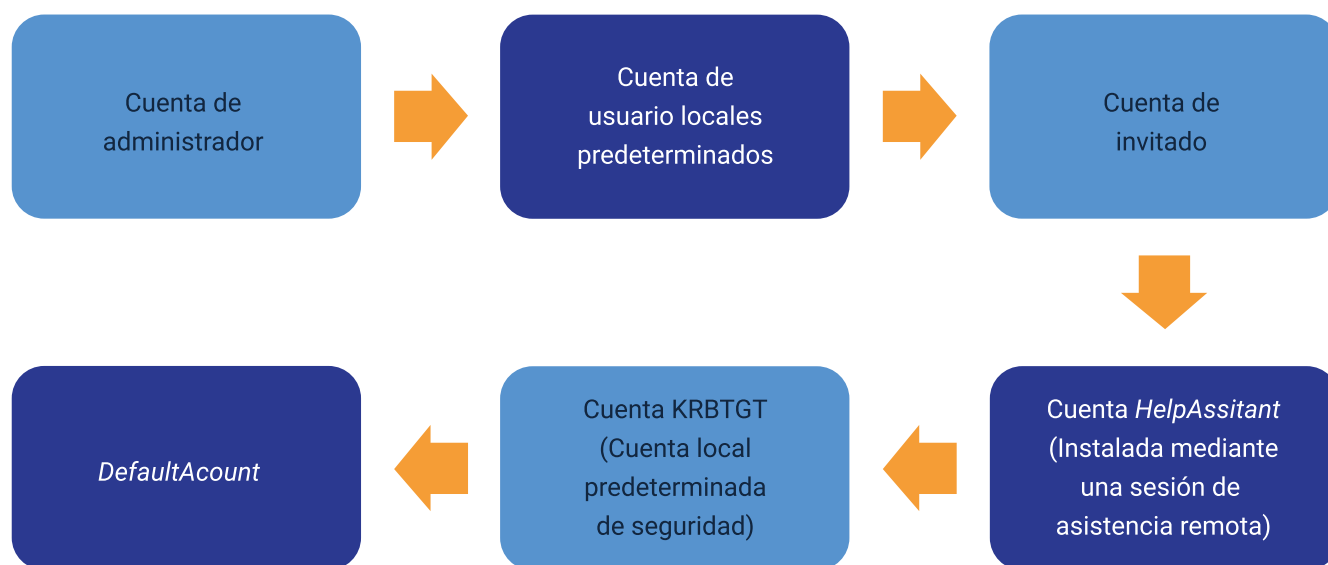 Cuenta de
administrador
Cuenta de
usuario locales
predeterminados
Cuenta de
invitado
Cuenta HelpAssitant
(Instalada mediante
una sesión de
asistencia remota)
Cuenta KRBTGT
(Cuenta local
predeterminada
de seguridad)
DefaultAcount